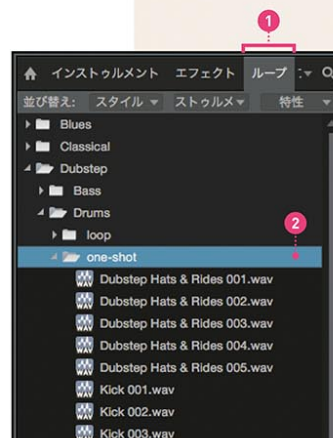 1
インストゥルメント エフェクト ループ
並び替え: スタイル ストゥルメ 特性
Blues
Classical
Dubstep
Bass
Drums
loop
2
one-shot
Dubstep Hats & Rides 001.wav
Dubstep Hats & Rides 002.wav
Dubstep Hats & Rides 003.wav
Dubstep Hats & Rides 004.wav
Dubstep Hats & Rides 005.wav
Kick 001.wav
Kick 002.wav
Kick 003.wav